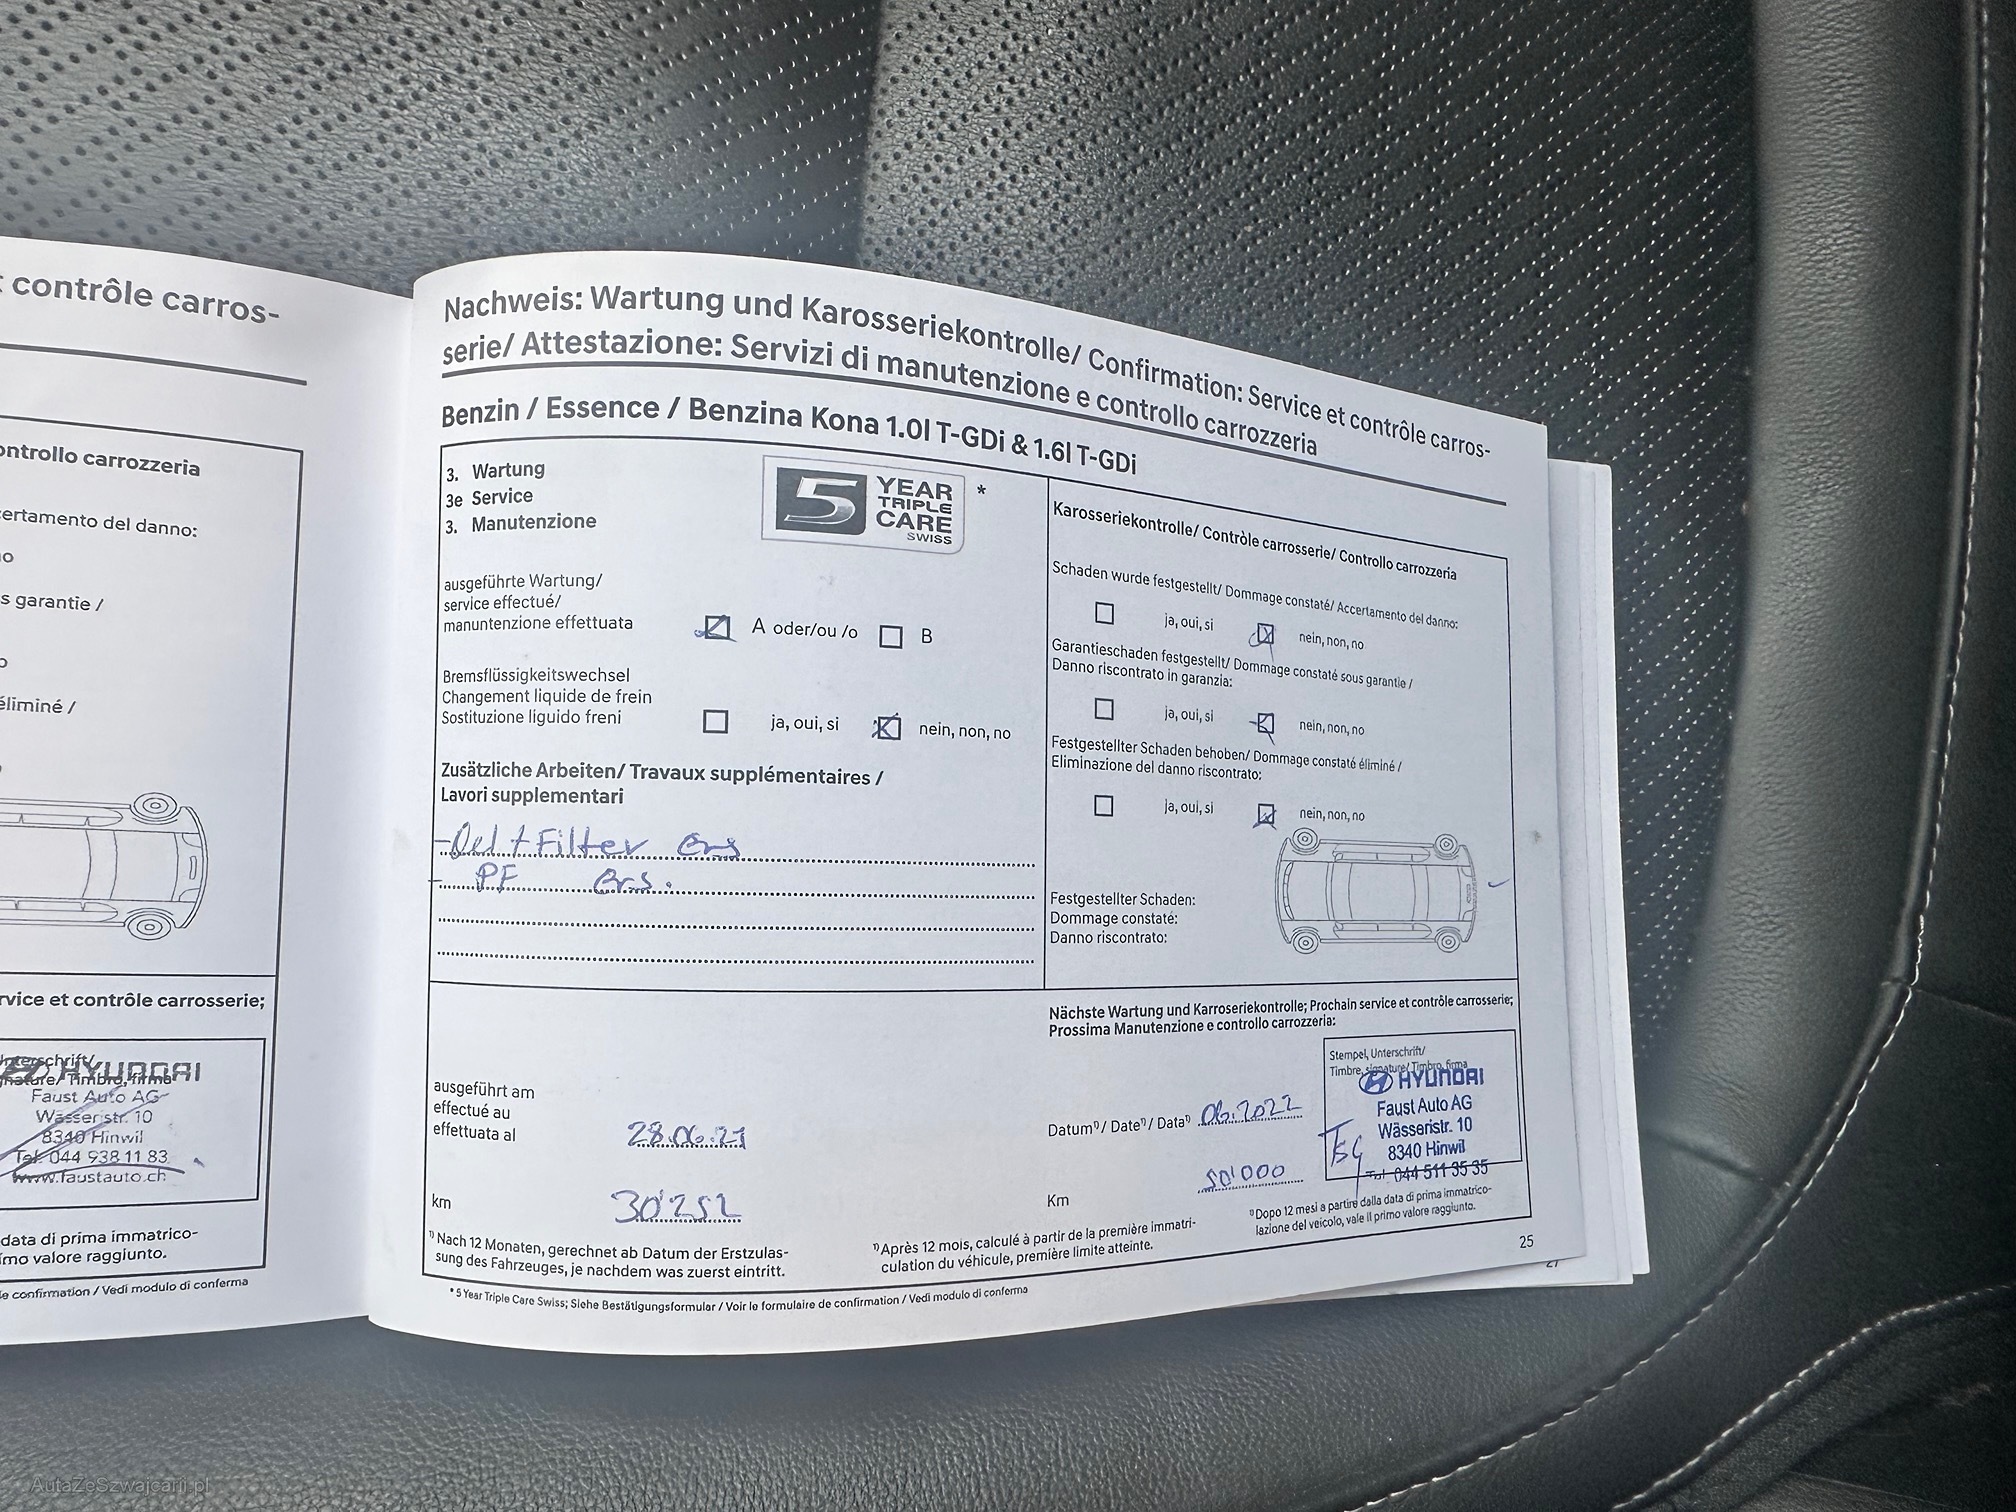 contrôle carros-
ontrollo carrozzeria
certamento del danno:
s garantie /
éliminé /
rvice et contrôle carrosserie;
HYUNDAI
Faust Auto AG
Wässeristr. 10
8340 Hinwil
Tel. 044 938 11 83
www.faustauto.ch
data di prima immatrico-
imo valore raggiunto.
le confirmation / Vedi modulo di conferma
Nachweis: Wartung und Karosseriekontrolle/ Confirmation: Service et contrôle carros-
serie/ Attestazione: Servizi di manutenzione e controllo carrozzeria
Benzin / Essence / Benzina Kona 1.0l T-GDi & 1.6l T-GDi
3. Wartung
3e Service
3. Manutenzione
5 YEAR
TRIPLE
CARE
SWISS
*
ausgeführte Wartung/
service effectué/
manuntenzione effettuata
A oder/ou /o B
Bremsflüssigkeitswechsel
Changement liquide de frein
Sostituzione liguido freni
ja, oui, si nein, non, no
Zusätzliche Arbeiten/ Travaux supplémentaires /
Lavori supplementari
- Oel + Filter ers
- PF ers.
Karosseriekontrolle/ Contrôle carrosserie/ Controllo carrozzeria
Schaden wurde festgestellt/ Dommage constaté/ Accertamento del danno:
ja, oui, si nein, non, no
Garantieschaden festgestellt/ Dommage constaté sous garantie /
Danno riscontrato in garanzia:
ja, oui, si nein, non, no
Festgestellter Schaden behoben/ Dommage constaté éliminé /
Eliminazione del danno riscontrato:
ja, oui, si nein, non, no
Festgestellter Schaden:
Dommage constaté:
Danno riscontrato:
ausgeführt am
effectué au
effettuata al
28.06.21
km
30'252
1) Nach 12 Monaten, gerechnet ab Datum der Erstzulas-
sung des Fahrzeuges, je nachdem was zuerst eintritt.
Nächste Wartung und Karroseriekontrolle; Prochain service et contrôle carrosserie;
Prossima Manutenzione e controllo carrozzeria:
Datum1) / Date1) / Data1) 06.2022
Km 50'000
Stempel, Unterschrift/
Timbre, signature/ Timbro, firma
HYUNDAI
Faust Auto AG
Wässeristr. 10
8340 Hinwil
Tel. 044 511 35 35
1) Après 12 mois, calculé à partir de la première immatri-
culation du véhicule, première limite atteinte.
1) Dopo 12 mesi a partire dalla data di prima immatrico-
lazione del veicolo, vale il primo valore raggiunto.
* 5 Year Triple Care Swiss; Siehe Bestätigungsformular / Voir le formulaire de confirmation / Vedi modulo di conferma
25
27
AutaZeSzwajcarii.pl